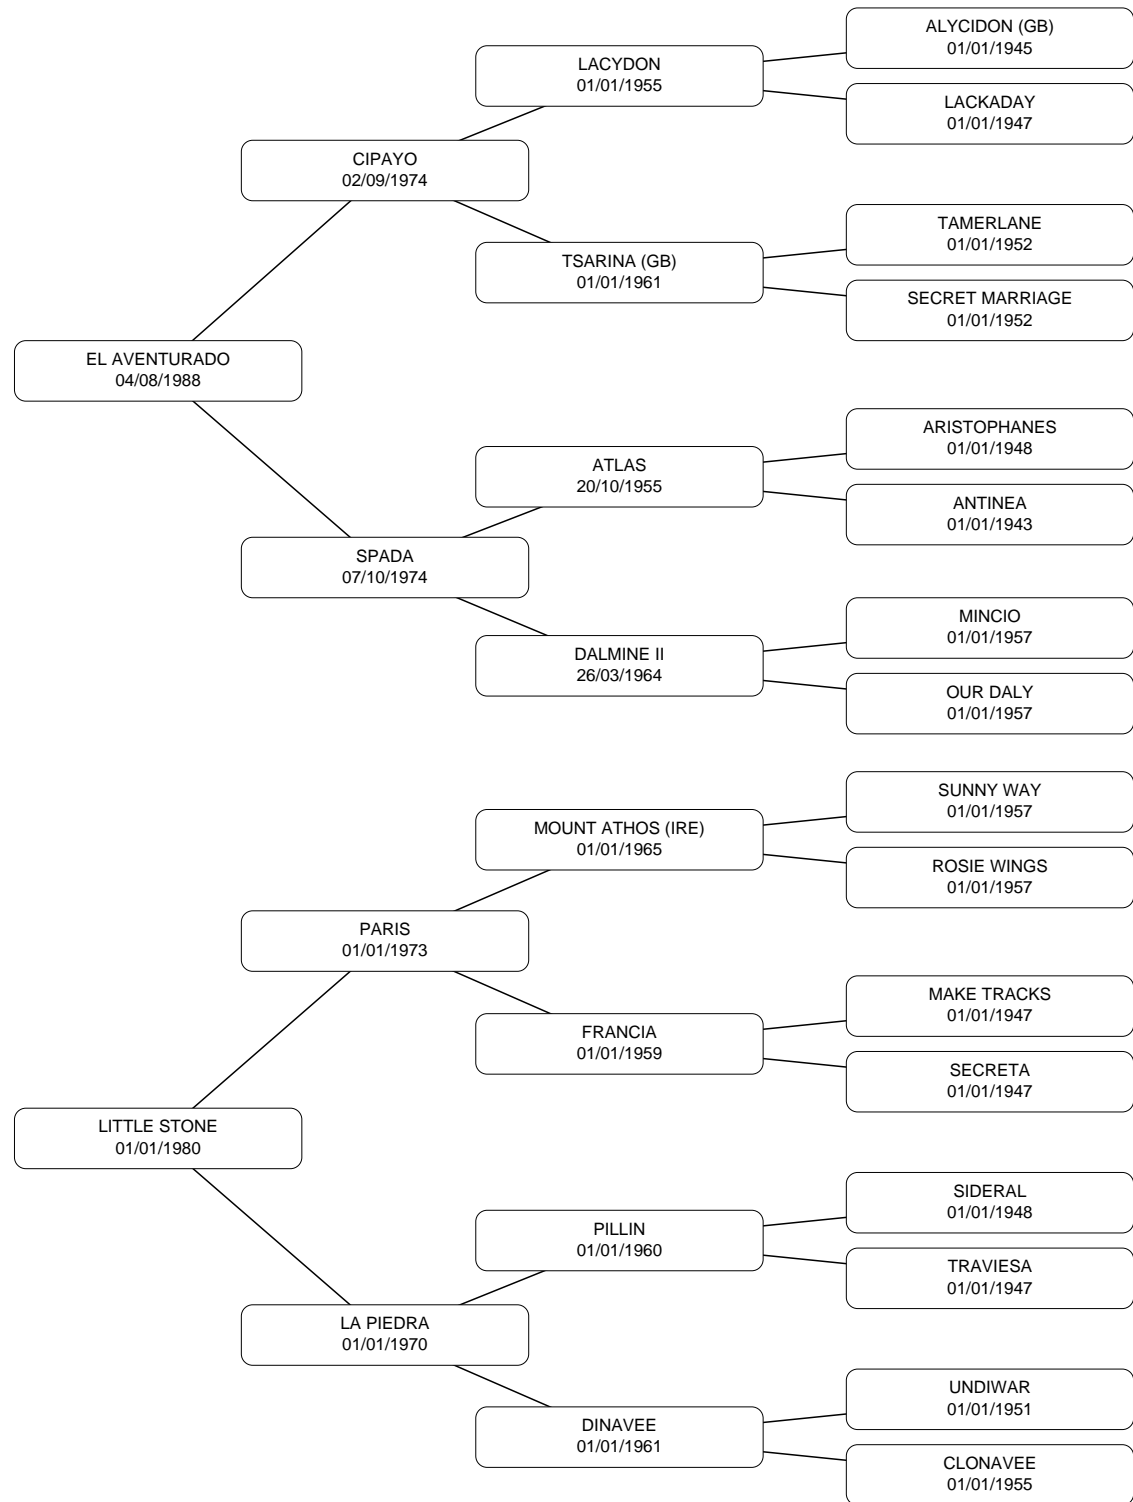 ALYCIDON (GB)
01/01/1945
LACYDON
01/01/1955
LACKADAY
01/01/1947
CIPAYO
02/09/1974
TAMERLANE
01/01/1952
TSARINA (GB)
01/01/1961
SECRET MARRIAGE
01/01/1952
EL AVENTURADO
04/08/1988
ARISTOPHANES
01/01/1948
ATLAS
20/10/1955
ANTINEA
01/01/1943
SPADA
07/10/1974
MINCIO
01/01/1957
DALMINE II
26/03/1964
OUR DALY
01/01/1957
SUNNY WAY
01/01/1957
MOUNT ATHOS (IRE)
01/01/1965
ROSIE WINGS
01/01/1957
PARIS
01/01/1973
MAKE TRACKS
01/01/1947
FRANCIA
01/01/1959
SECRETA
01/01/1947
LITTLE STONE
01/01/1980
SIDERAL
01/01/1948
PILLIN
01/01/1960
TRAVIESA
01/01/1947
LA PIEDRA
01/01/1970
UNDIWAR
01/01/1951
DINAVEE
01/01/1961
CLONAVEE
01/01/1955